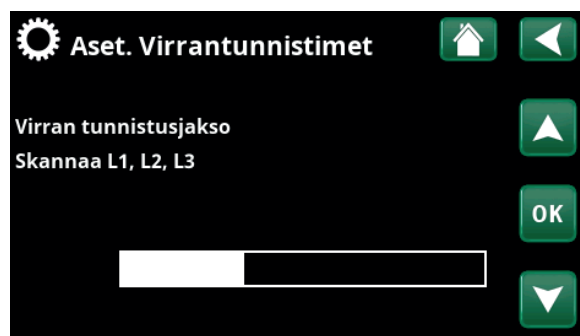 Aset. Virrantunnistimet
Virran tunnistusjakso
Skannaa L1, L2, L3
OK